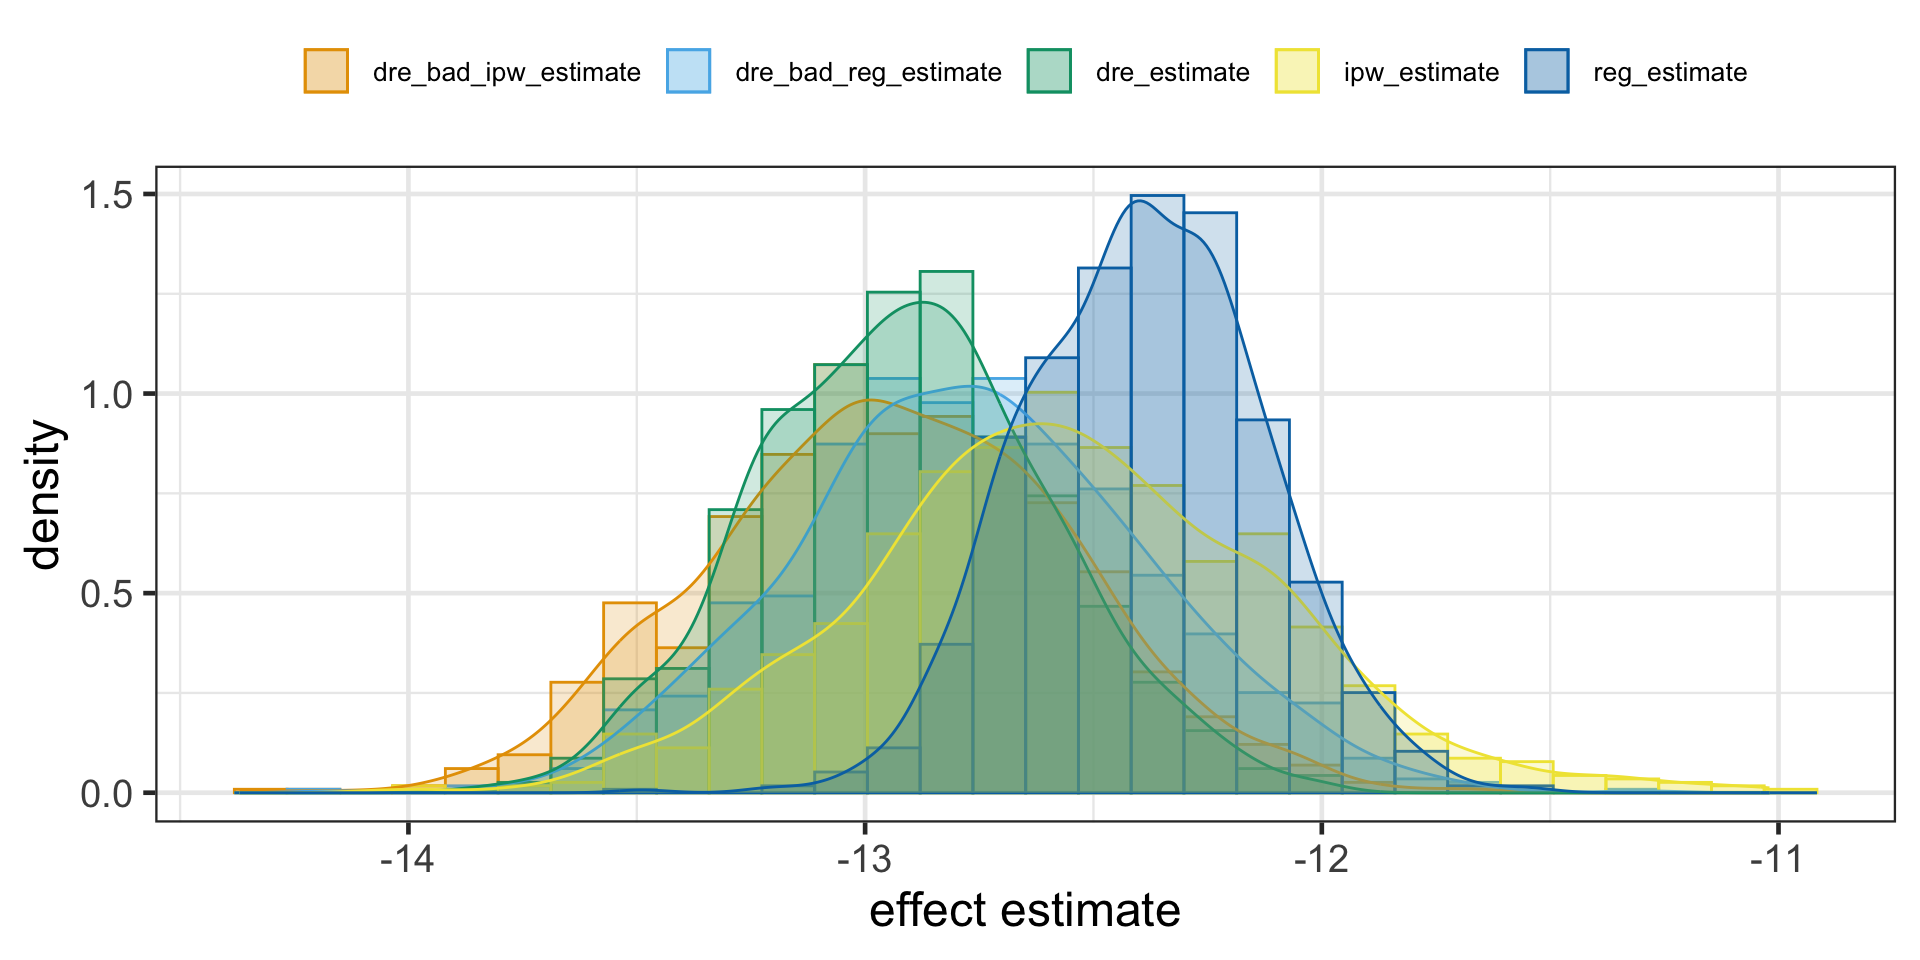 dre_bad_ipw_estimate dre_bad_reg_estimate dre_estimate ipw_estimate reg_estimate
1.5
1.0
0.5
0.0
density
-14 -13 -12 -11
effect estimate